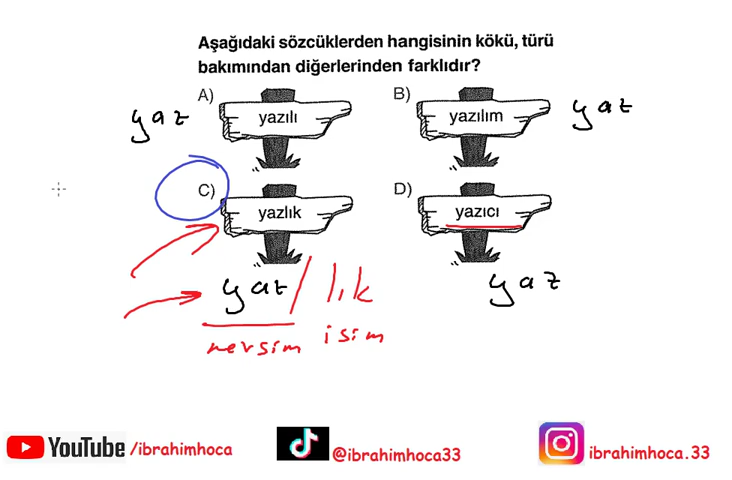 Aşağıdaki sözcüklerden hangisinin kökü, türü
bakımından diğerlerinden farklıdır?
A)
yazılı
yaz
B)
yazılım
yaz
C)
yazlık
yaz/lık
mevsim isim
D)
yazıcı
yaz
YouTube /ibrahimhoca
@ibrahimhoca33
ibrahimhoca.33